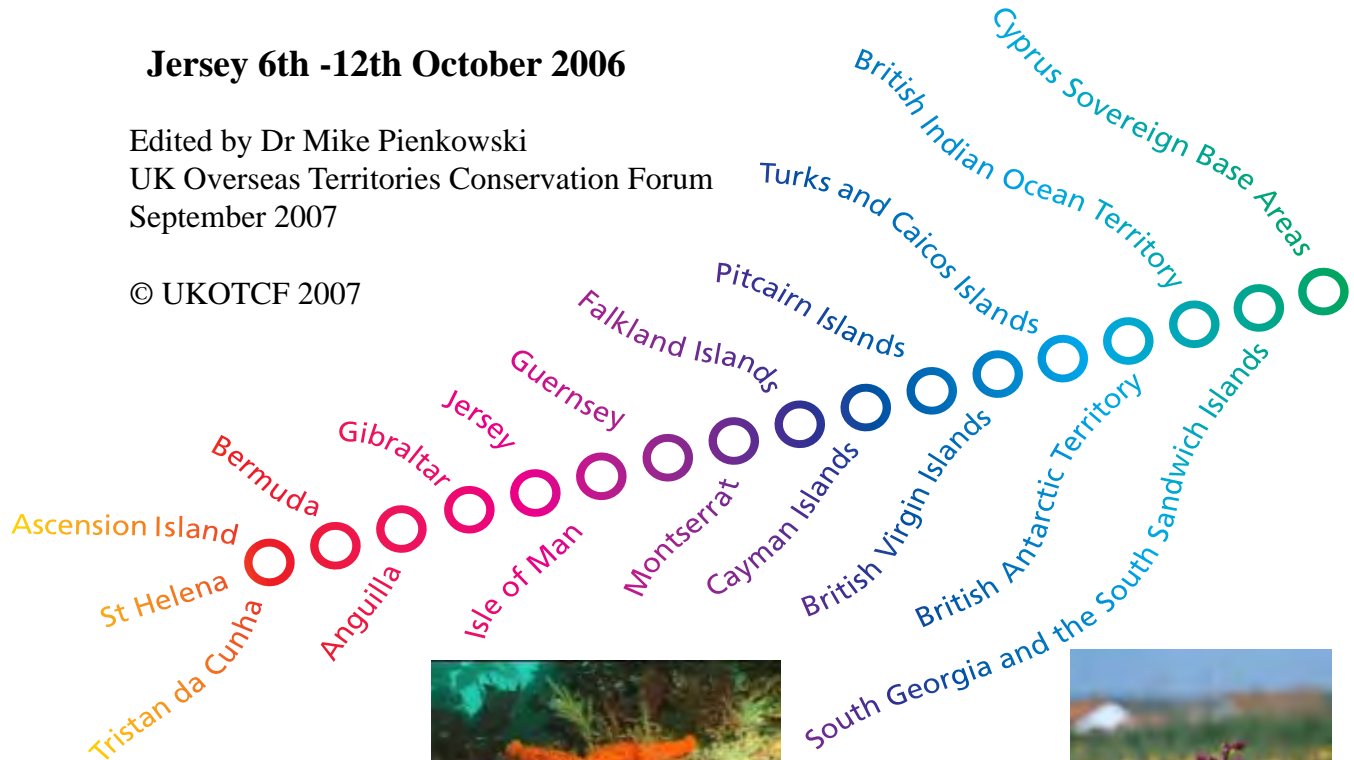 Jersey 6th -12th October 2006
Edited by Dr Mike Pienkowski
UK Overseas Territories Conservation Forum
September 2007
© UKOTCF 2007
Ascension Island
St Helena
Tristan da Cunha
Bermuda
Anguilla
Gibraltar
Jersey
Isle of Man
Guernsey
Montserrat
Falkland Islands
Cayman Islands
Pitcairn Islands
British Virgin Islands
Turks and Caicos Islands
British Antarctic Territory
British Indian Ocean Territory
South Georgia and the South Sandwich Islands
Cyprus Sovereign Base Areas